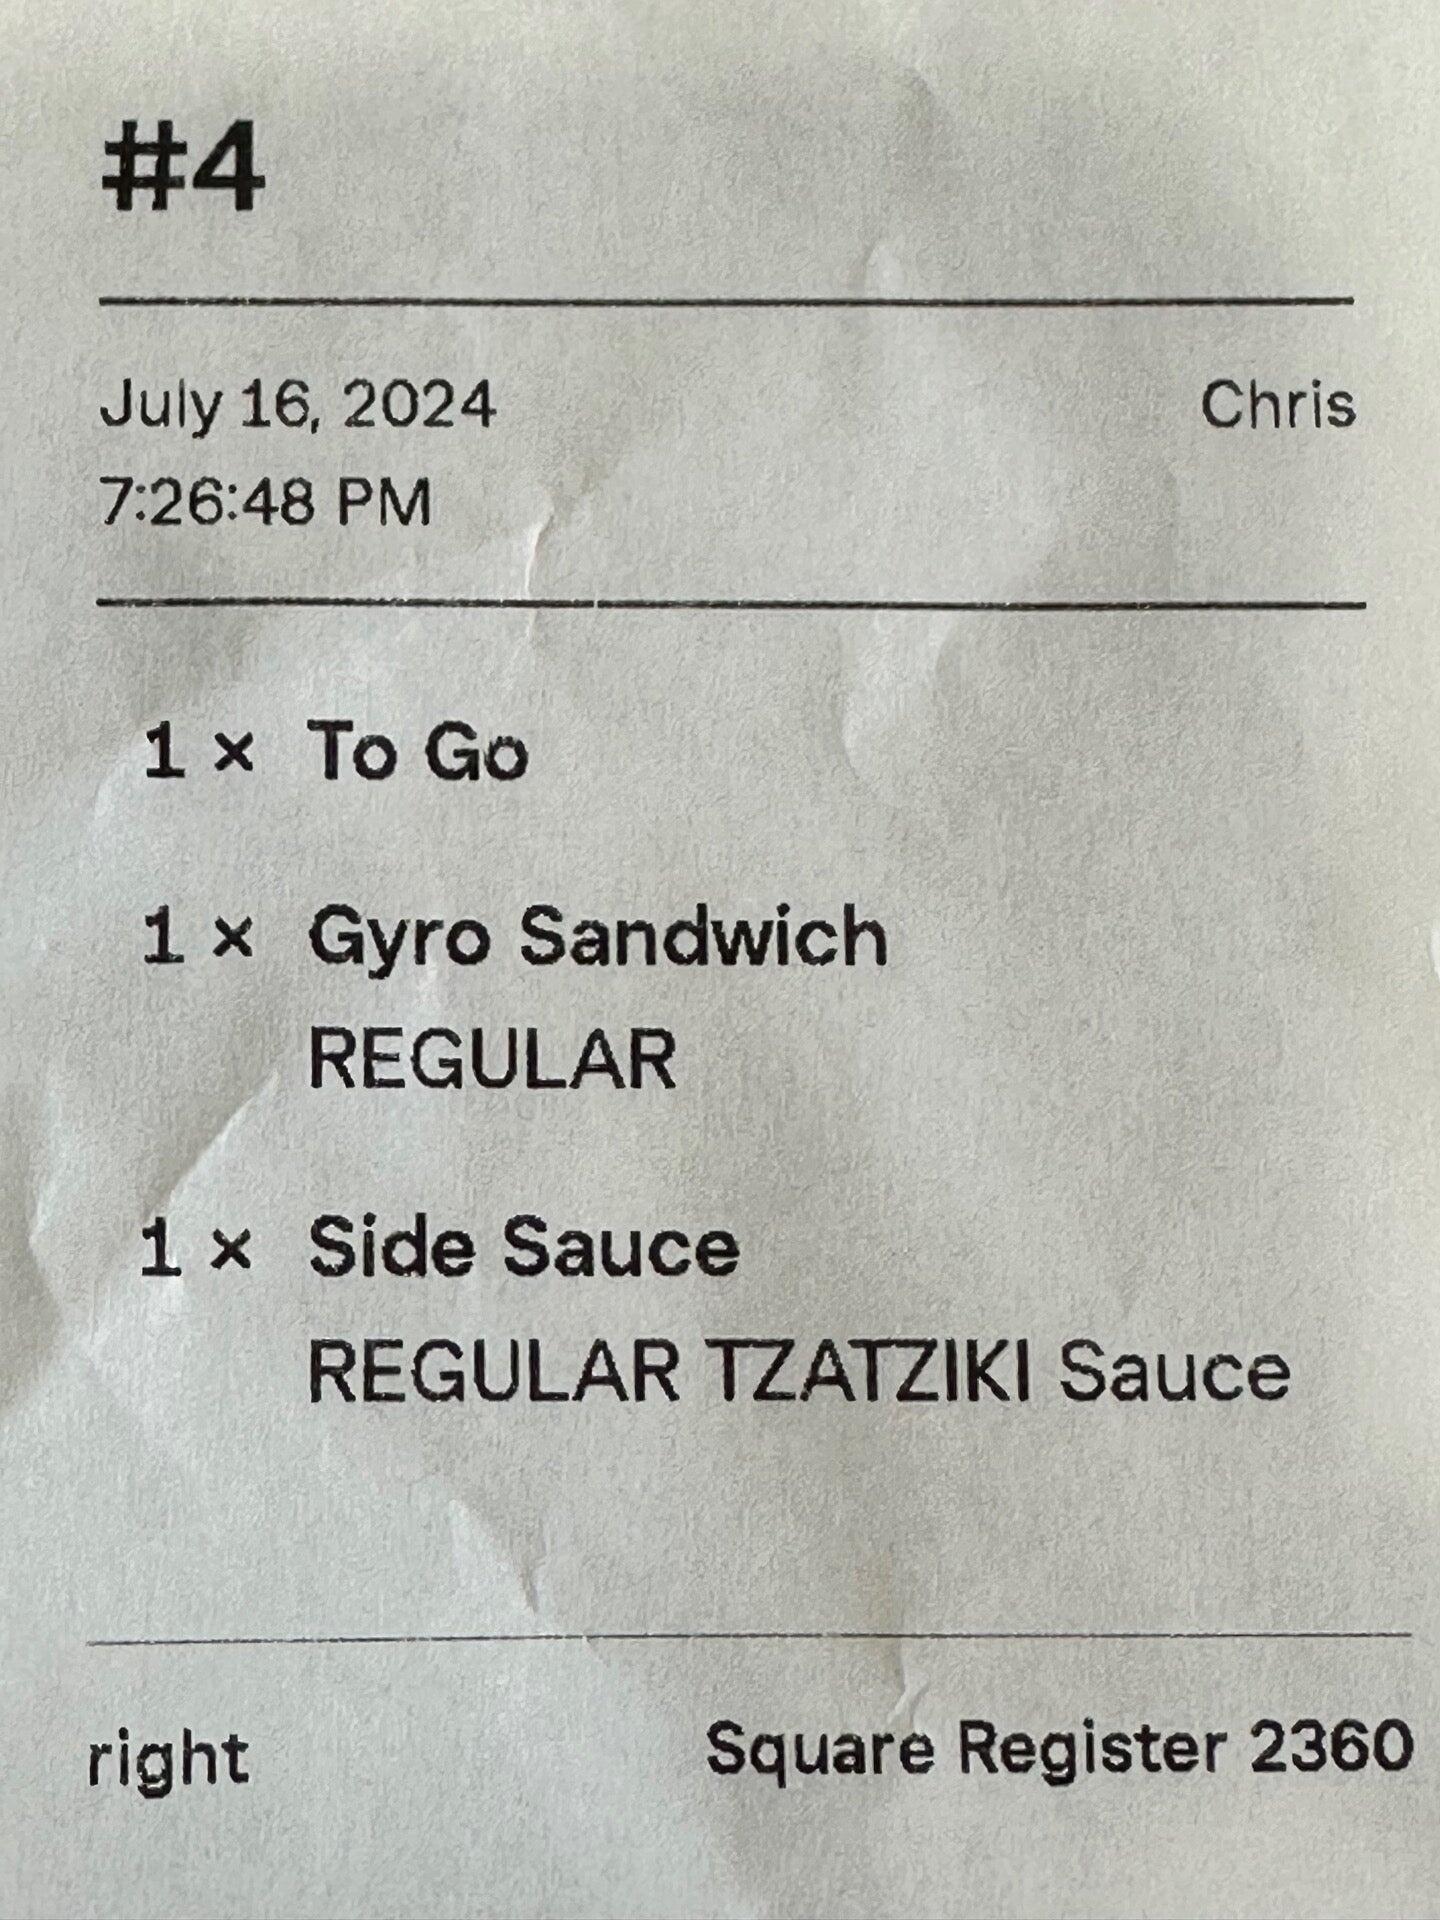 #4
July 16, 2024 Chris
7:26:48 PM
1 × To Go
1 × Gyro Sandwich
REGULAR
1 × Side Sauce
REGULAR TZATZIKI Sauce
right Square Register 2360